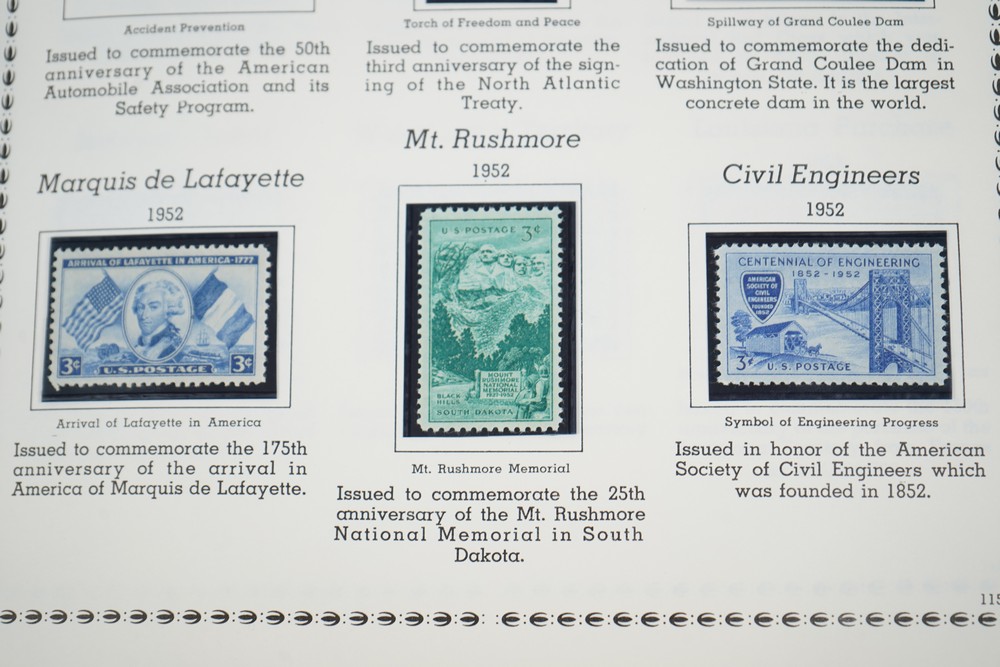 Accident Prevention
Issued to commemorate the 50th
anniversary of the American
Automobile Association and its
Safety Program.
Torch of Freedom and Peace
Issued to commemorate the
third anniversary of the sign-
ing of the North Atlantic
Treaty.
Spillway of Grand Coulee Dam
Issued to commemorate the dedi-
cation of Grand Coulee Dam in
Washington State. It is the largest
concrete dam in the world.
Marquis de Lafayette
1952
ARRIVAL OF LAFAYETTE IN AMERICA-1777
3¢
3¢
U.S. POSTAGE
Arrival of Lafayette in America
Issued to commemorate the 175th
anniversary of the arrival in
America of Marquis de Lafayette.
Mt. Rushmore
1952
U S POSTAGE 3¢
MOUNT
RUSHMORE
NATIONAL
MEMORIAL
1927-1952
BLACK
HILLS
SOUTH DAKOTA
Mt. Rushmore Memorial
Issued to commemorate the 25th
anniversary of the Mt. Rushmore
National Memorial in South
Dakota.
Civil Engineers
1952
CENTENNIAL OF ENGINEERING
1852-1952
AMERICAN
SOCIETY OF
CIVIL
ENGINEERS
FOUNDED
1852
3¢ U.S. POSTAGE
Symbol of Engineering Progress
Issued in honor of the American
Society of Civil Engineers which
was founded in 1852.
115